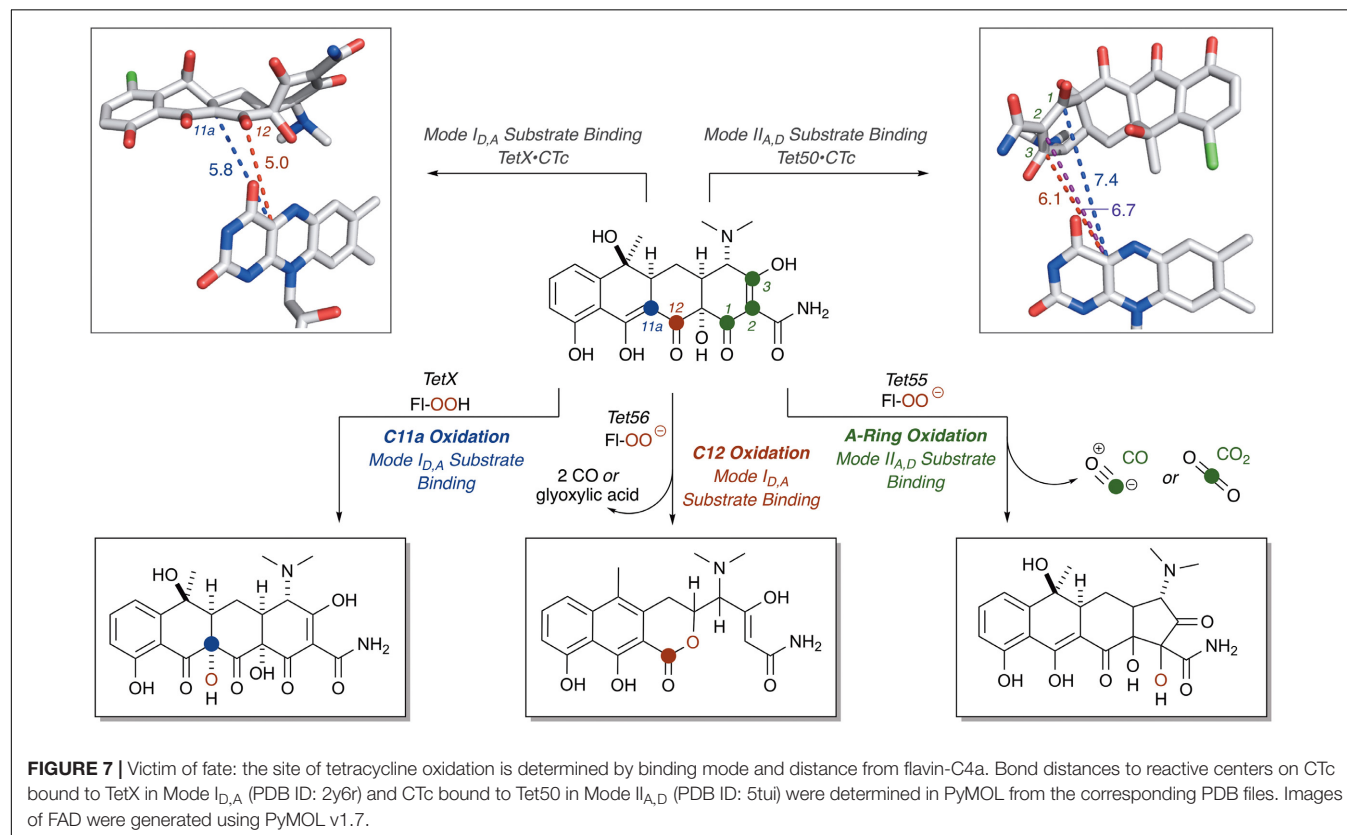 11a
12
5.8
5.0
Mode I_D,A Substrate Binding
TetX•CTc
Mode II_A,D Substrate Binding
Tet50•CTc
1
2
3
7.4
6.1
6.7
HO
H
H
N
OH
3
12
1
2
11a
NH2
OH
OH
O
O
H
O
O
TetX
Fl-OOH
C11a Oxidation
Mode I_D,A Substrate
Binding
Tet56
Fl-OO⊖
2 CO or
glyoxylic acid
C12 Oxidation
Mode I_D,A
Substrate Binding
Tet55
Fl-OO⊖
A-Ring Oxidation
Mode II_A,D Substrate
Binding
⊕
O
CO
⊖
or
O
CO2
O
HO
H
H
N
OH
NH2
OH
O
O
H
O
OH
O
O
H
N
OH
H
O
NH2
OH
OH
O
O
HO
H
N
O
NH2
OH
OH
O
O
H
O
H
O
FIGURE 7 | Victim of fate: the site of tetracycline oxidation is determined by binding mode and distance from flavin-C4a. Bond distances to reactive centers on CTc
bound to TetX in Mode I_D,A (PDB ID: 2y6r) and CTc bound to Tet50 in Mode II_A,D (PDB ID: 5tui) were determined in PyMOL from the corresponding PDB files. Images
of FAD were generated using PyMOL v1.7.